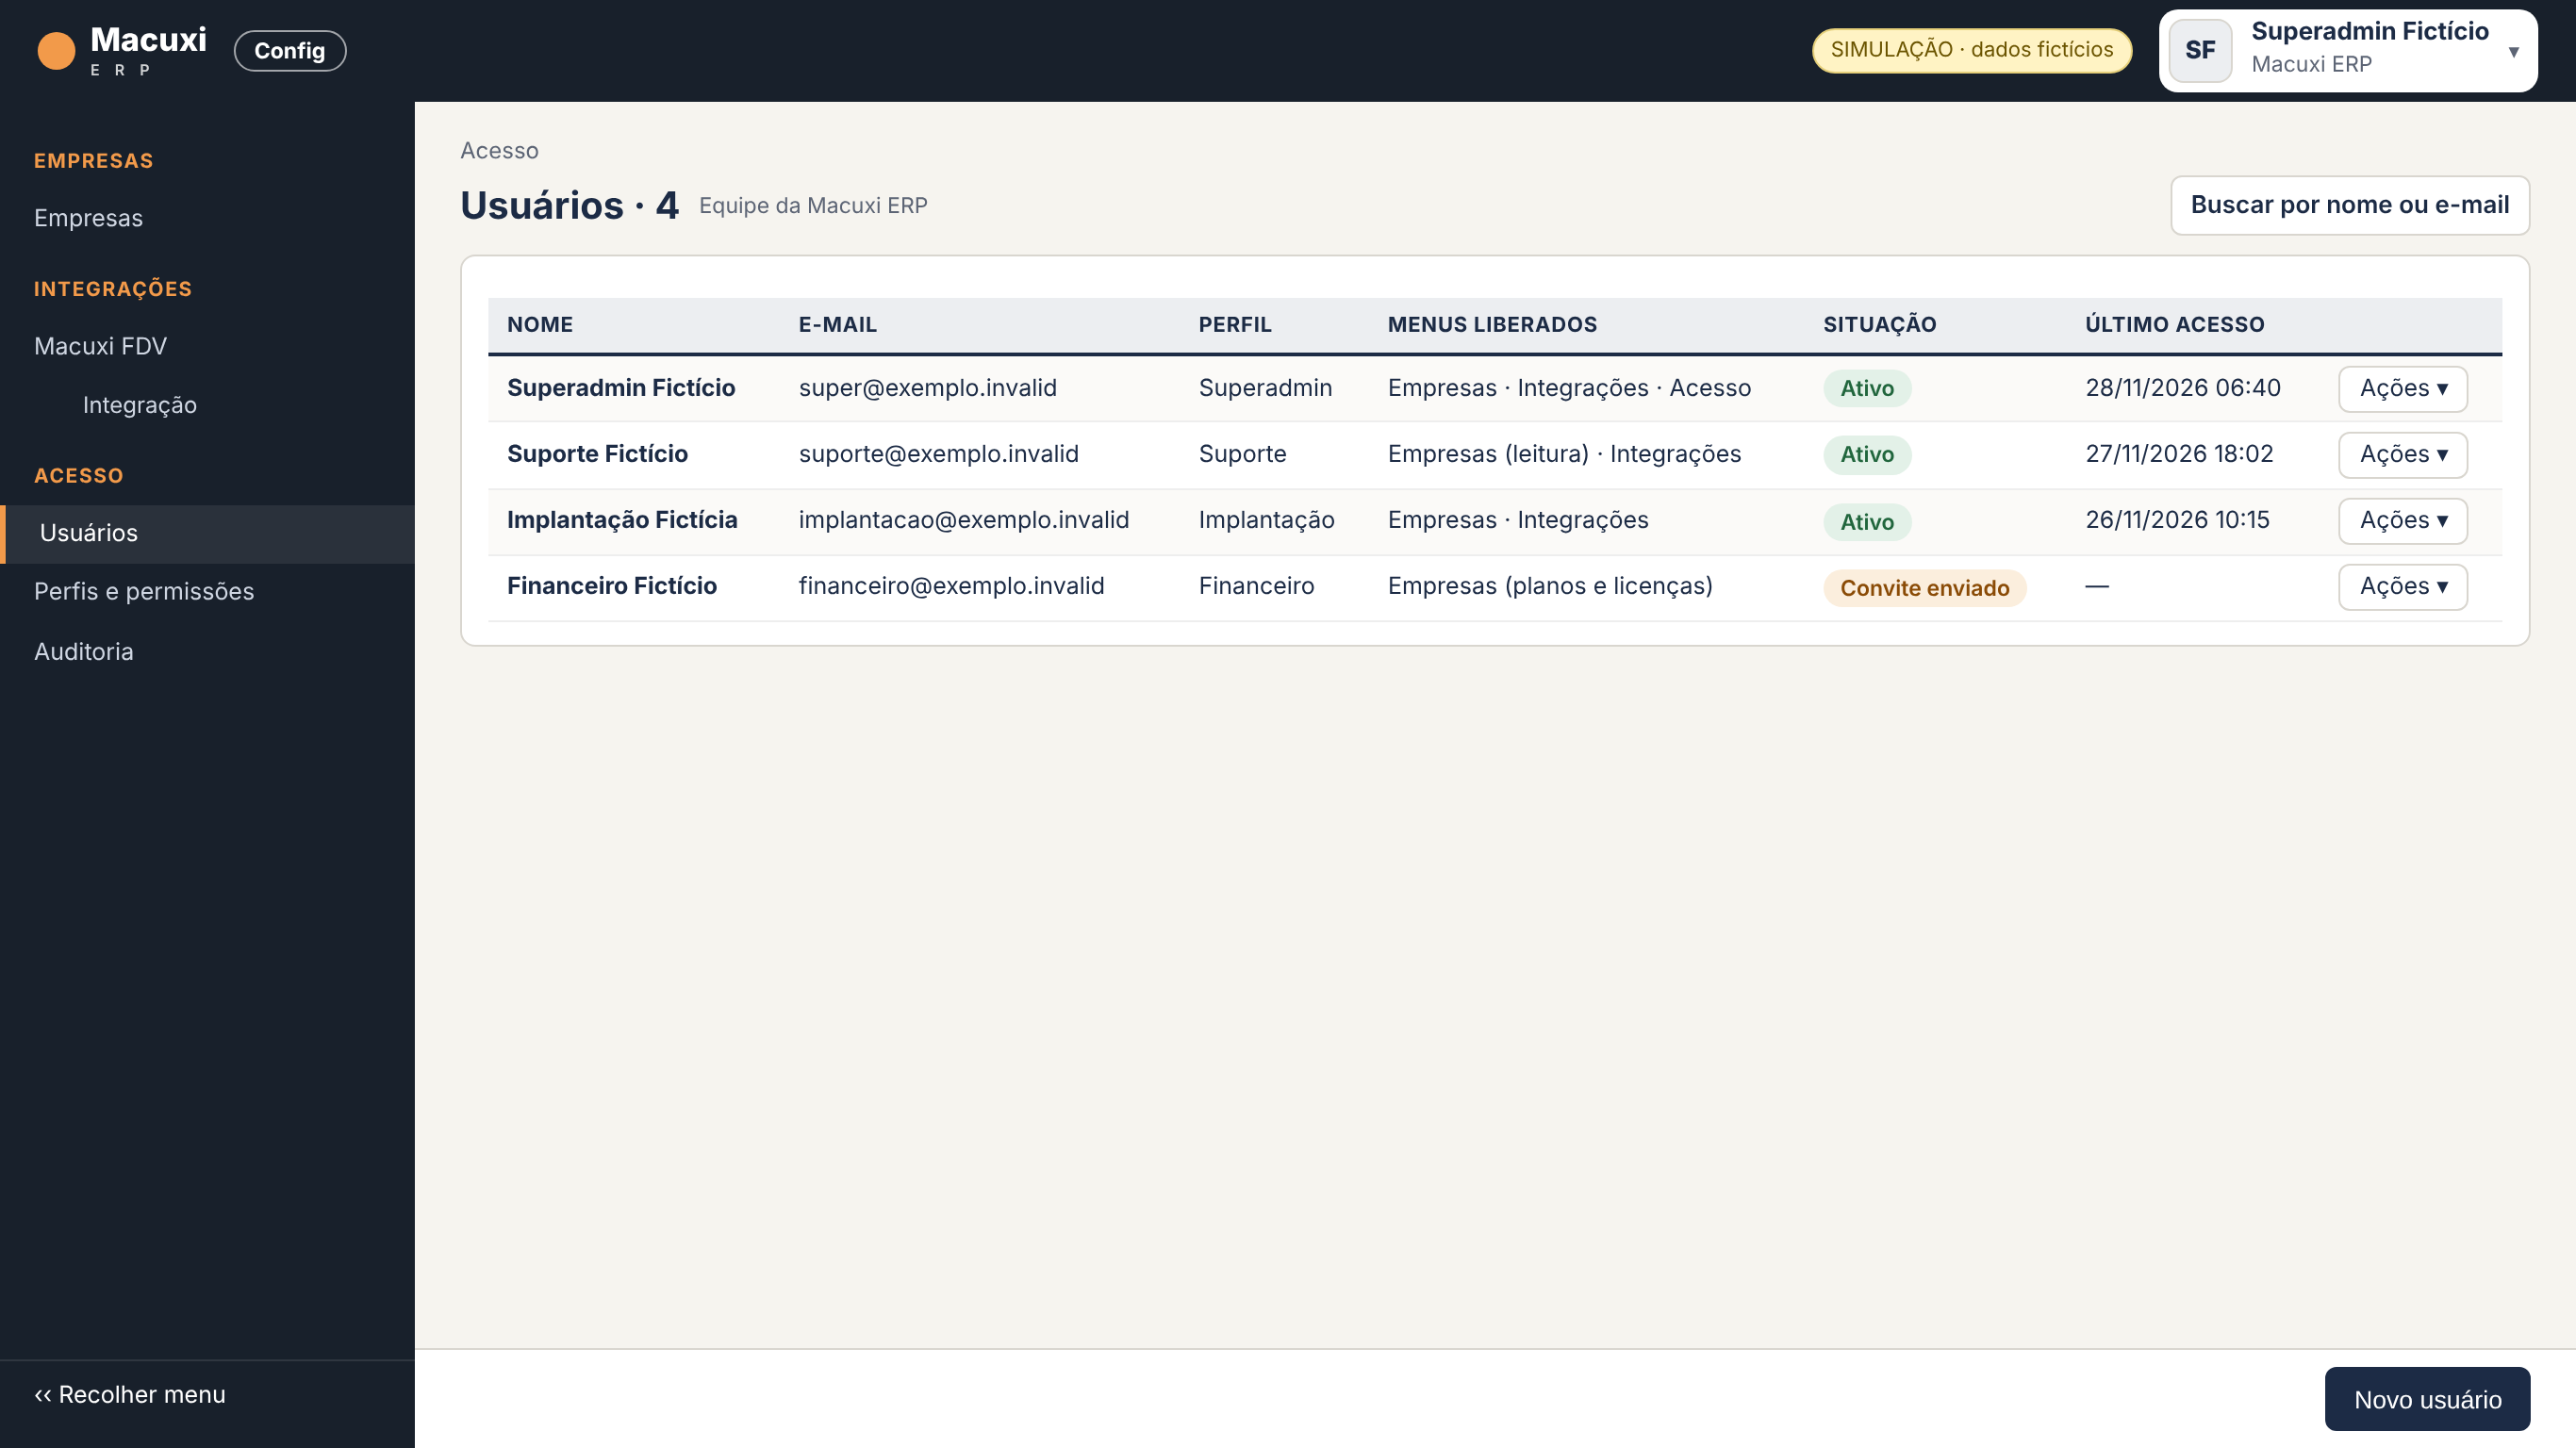 Macuxi
ERP
Config
SIMULAÇÃO · dados fictícios
SF
Superadmin Fictício
Macuxi ERP
▾
EMPRESAS
Empresas
INTEGRAÇÕES
Macuxi FDV
Integração
ACESSO
Usuários
Perfis e permissões
Auditoria
‹‹ Recolher menu
Acesso
Usuários · 4 Equipe da Macuxi ERP
Buscar por nome ou e-mail
NOME E-MAIL PERFIL MENUS LIBERADOS SITUAÇÃO ÚLTIMO ACESSO
Superadmin Fictício super@exemplo.invalid Superadmin Empresas · Integrações · Acesso Ativo 28/11/2026 06:40 Ações ▾
Suporte Fictício suporte@exemplo.invalid Suporte Empresas (leitura) · Integrações Ativo 27/11/2026 18:02 Ações ▾
Implantação Fictícia implantacao@exemplo.invalid Implantação Empresas · Integrações Ativo 26/11/2026 10:15 Ações ▾
Financeiro Fictício financeiro@exemplo.invalid Financeiro Empresas (planos e licenças) Convite enviado — Ações ▾
Novo usuário